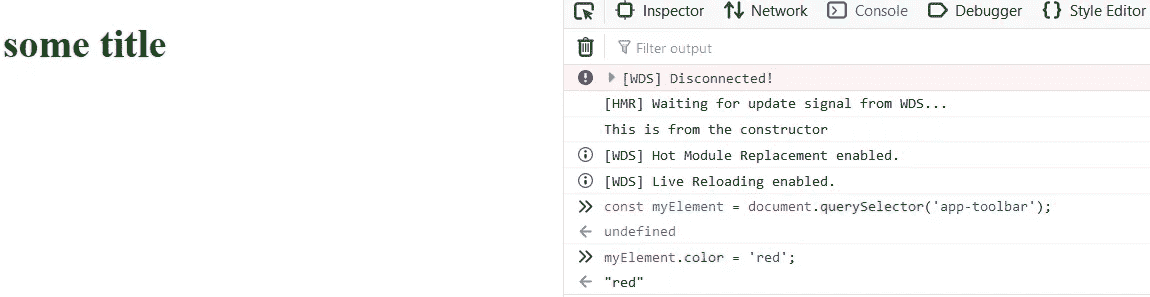 some title
Inspector Network Console Debugger Style Editor
Filter output
[WDS] Disconnected!
[HMR] Waiting for update signal from WDS...
This is from the constructor
[WDS] Hot Module Replacement enabled.
[WDS] Live Reloading enabled.
const myElement = document.querySelector('app-toolbar');
undefined
myElement.color = 'red';
"red"